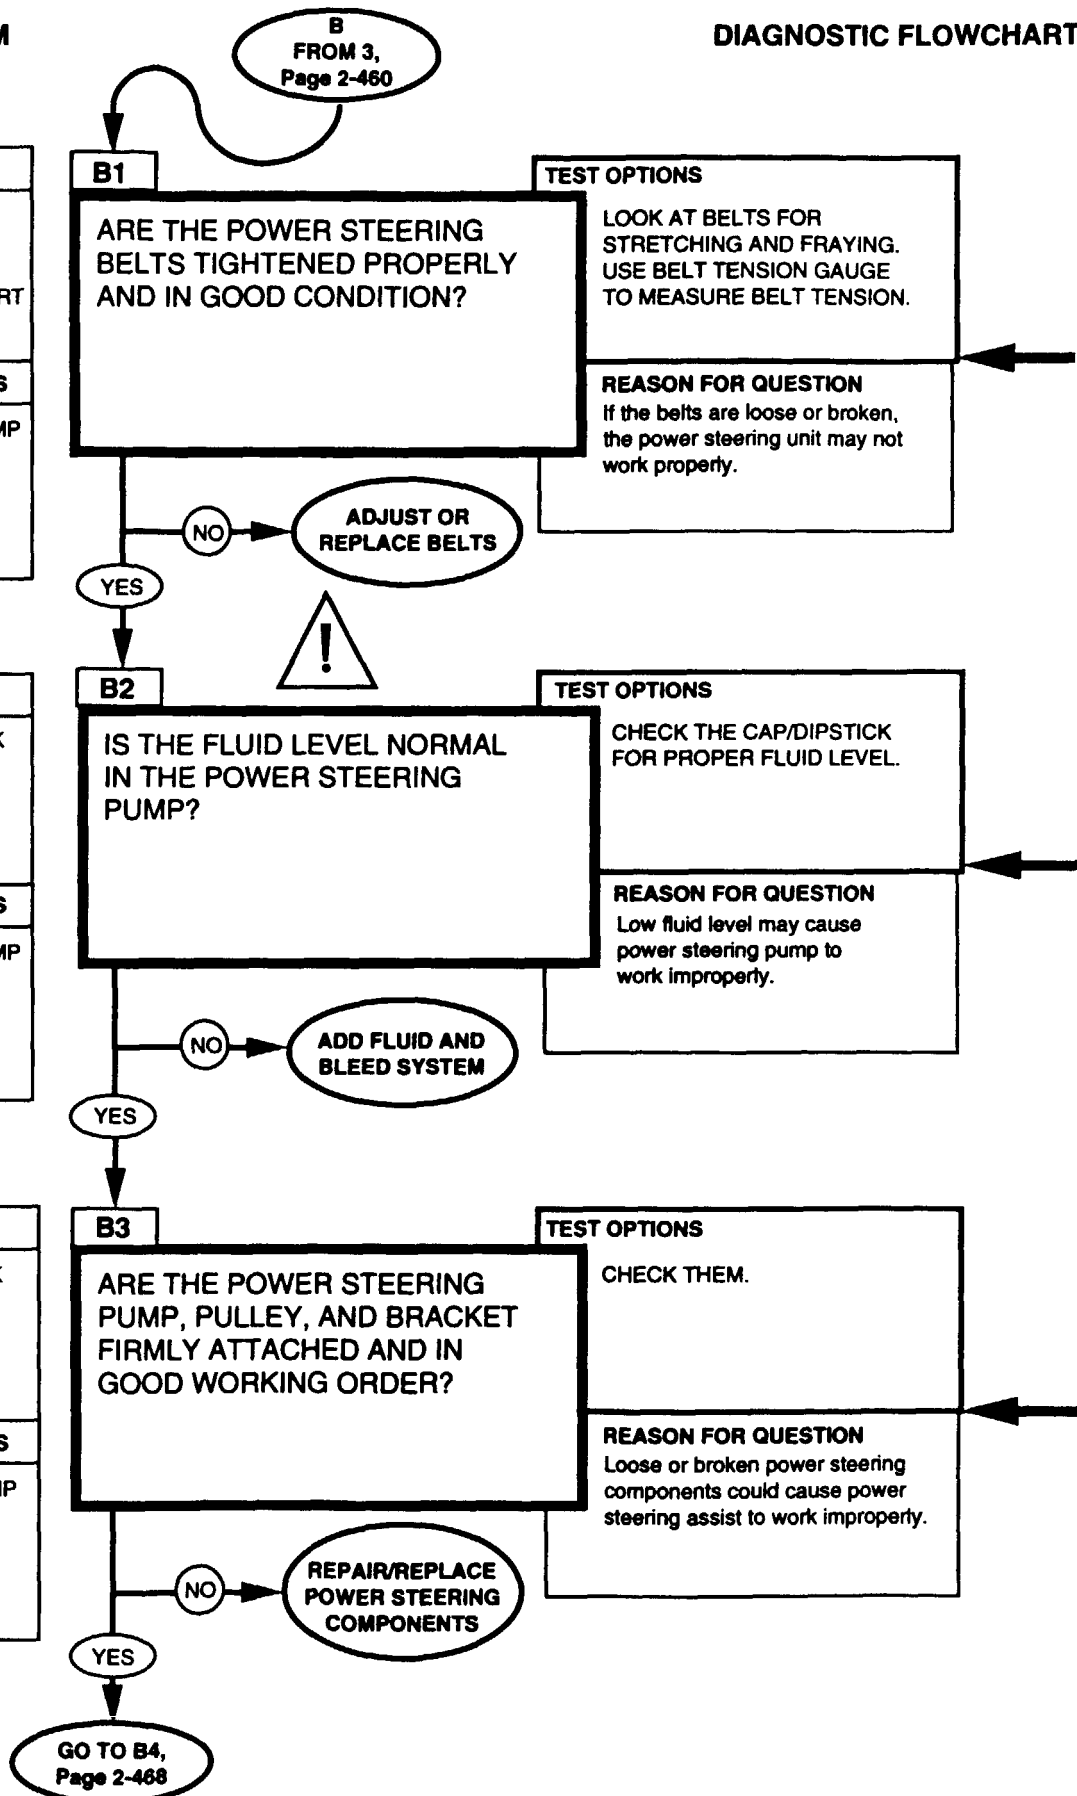 M
DIAGNOSTIC FLOWCHART
B
FROM 3,
Page 2-460
B1
ARE THE POWER STEERING
BELTS TIGHTENED PROPERLY
AND IN GOOD CONDITION?
TEST OPTIONS
LOOK AT BELTS FOR
STRETCHING AND FRAYING.
USE BELT TENSION GAUGE
TO MEASURE BELT TENSION.
REASON FOR QUESTION
If the belts are loose or broken,
the power steering unit may not
work properly.
RT
S
MP
NO
ADJUST OR
REPLACE BELTS
YES
!
B2
IS THE FLUID LEVEL NORMAL
IN THE POWER STEERING
PUMP?
TEST OPTIONS
CHECK THE CAP/DIPSTICK
FOR PROPER FLUID LEVEL.
REASON FOR QUESTION
Low fluid level may cause
power steering pump to
work improperly.
K
S
MP
NO
ADD FLUID AND
BLEED SYSTEM
YES
B3
ARE THE POWER STEERING
PUMP, PULLEY, AND BRACKET
FIRMLY ATTACHED AND IN
GOOD WORKING ORDER?
TEST OPTIONS
CHECK THEM.
REASON FOR QUESTION
Loose or broken power steering
components could cause power
steering assist to work improperly.
K
S
MP
NO
REPAIR/REPLACE
POWER STEERING
COMPONENTS
YES
GO TO B4,
Page 2-468